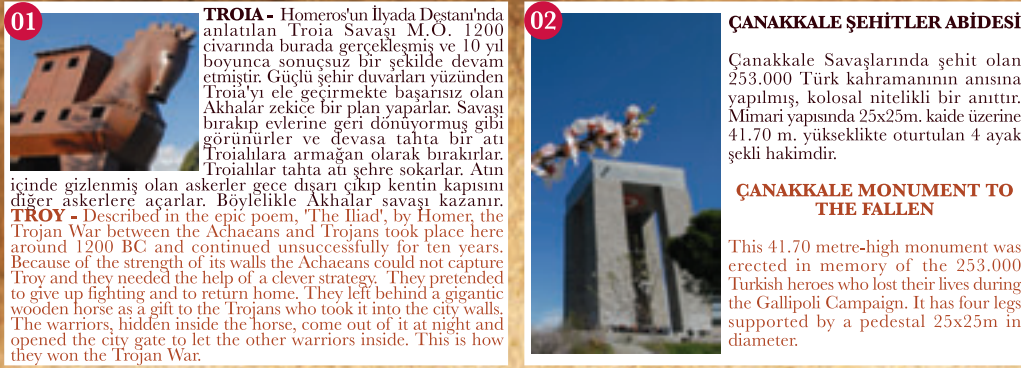 01
TROIA - Homeros'un İlyada Destanı'nda
anlatılan Troia Savaşı M.Ö. 1200
civarında burada gerçekleşmiş ve 10 yıl
boyunca sonuçsuz bir şekilde devam
etmiştir. Güçlü şehir duvarları yüzünden
Troia'yı ele geçirmekte başarısız olan
Akhalar zekice bir plan yaparlar. Savaşı
bırakıp evlerine geri dönüyormuş gibi
görünürler ve devasa tahta bir atı
Troialılara armağan olarak bırakırlar.
Troialılar tahta atı şehre sokarlar. Atın
içinde gizlenmiş olan askerler gece dışarı çıkıp kentin kapısını
diğer askerlere açarlar. Böylelikle Akhalar savaşı kazanır.
TROY - Described in the epic poem, 'The Iliad', by Homer, the
Trojan War between the Achaeans and Trojans took place here
around 1200 BC and continued unsuccessfully for ten years.
Because of the strength of its walls the Achaeans could not capture
Troy and they needed the help of a clever strategy. They pretended
to give up fighting and to return home. They left behind a gigantic
wooden horse as a gift to the Trojans who took it into the city walls.
The warriors, hidden inside the horse, come out of it at night and
opened the city gate to let the other warriors inside. This is how
they won the Trojan War.
02
ÇANAKKALE ŞEHİTLER ABİDESİ
Çanakkale Savaşlarında şehit olan
253.000 Türk kahramanının anısına
yapılmış, kolosal nitelikli bir anıttır.
Mimari yapısında 25x25m. kaide üzerine
41.70 m. yükseklikte oturtulan 4 ayak
şekli hakimdir.
ÇANAKKALE MONUMENT TO
THE FALLEN
This 41.70 metre-high monument was
erected in memory of the 253.000
Turkish heroes who lost their lives during
the Gallipoli Campaign. It has four legs
supported by a pedestal 25x25m in
diameter.